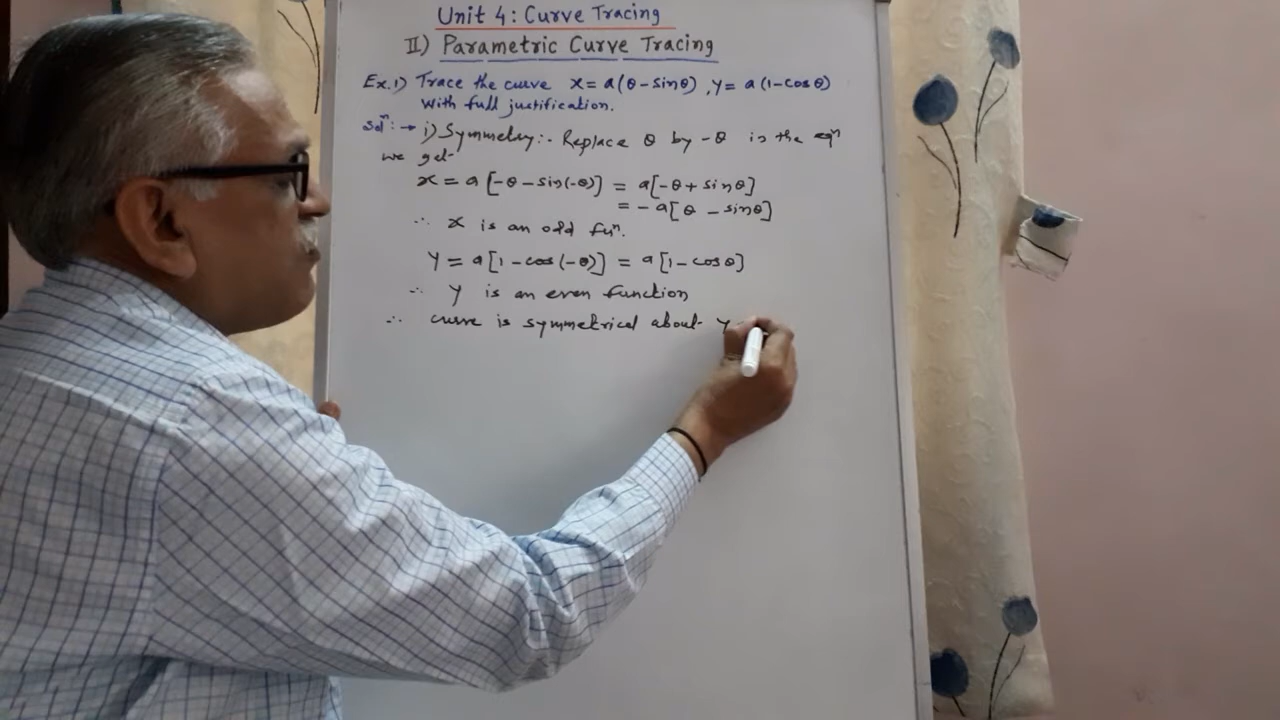 Unit 4: Curve Tracing
II) Parametric Curve Tracing
Ex.1) Trace the curve x = a(θ - sinθ), y = a(1-cosθ)
with full justification.
Solⁿ:→ i) Symmetry:- Replace θ by -θ in the eqⁿ
we get-
x = a[-θ - sin(-θ)] = a[-θ + sinθ]
= -a[θ - sinθ]
∴ x is an odd fuⁿ.
y = a[1-cos(-θ)] = a[1-cosθ]
∴ y is an even function
∴ curve is symmetrical about y